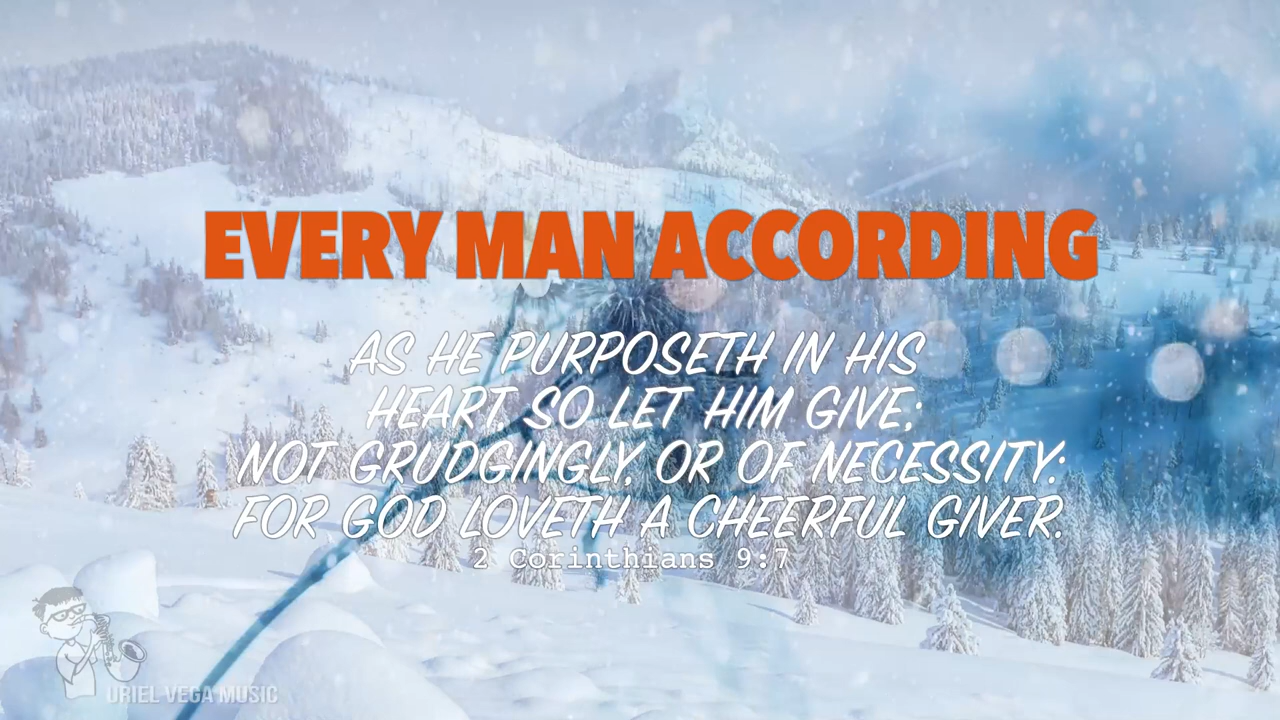 EVERY MAN ACCORDING
AS HE PURPOSETH IN HIS
HEART, SO LET HIM GIVE;
NOT GRUDGINGLY, OR OF NECESSITY:
FOR GOD LOVETH A CHEERFUL GIVER.
2 Corinthians 9:7
URIEL VEGA MUSIC